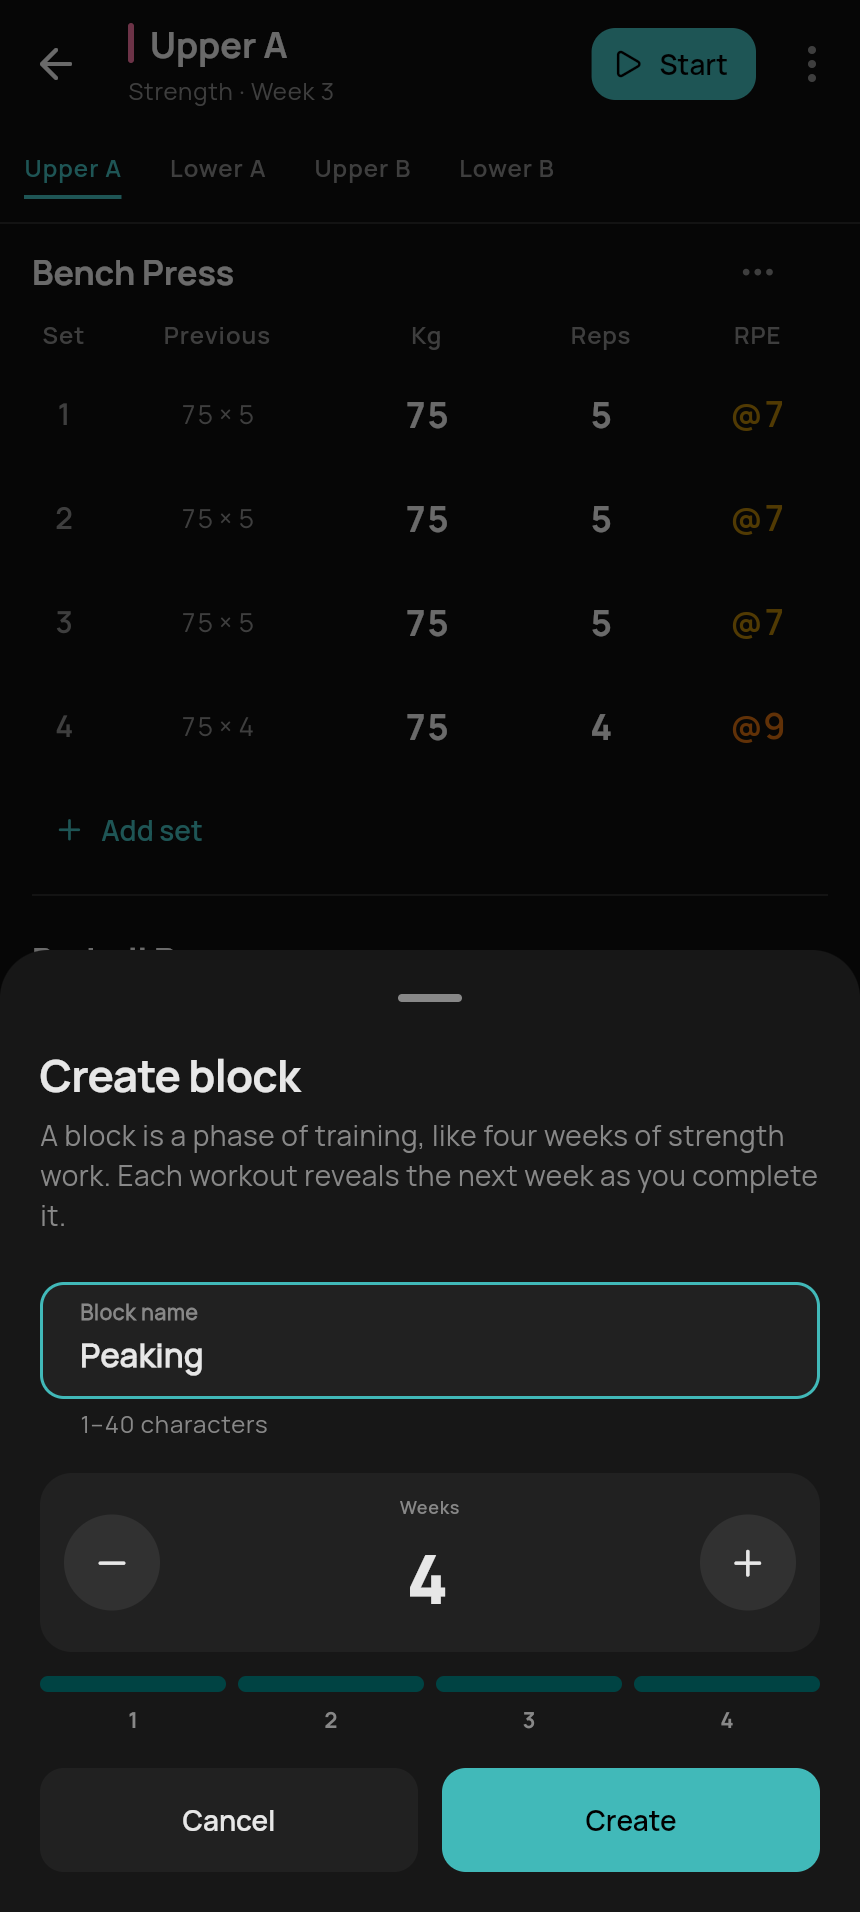 Upper A
Strength · Week 3
Start
Upper A Lower A Upper B Lower B
Bench Press
Set Previous Kg Reps RPE
1 75 × 5 75 5 @7
2 75 × 5 75 5 @7
3 75 × 5 75 5 @7
4 75 × 4 75 4 @9
+ Add set
Create block
A block is a phase of training, like four weeks of strength
work. Each workout reveals the next week as you complete
it.
Block name
Peaking
1–40 characters
Weeks
4
1 2 3 4
Cancel Create